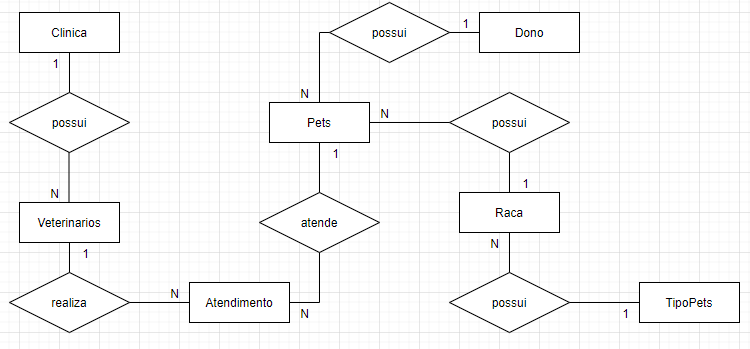 Clinica
possui
Dono
1
1
N
Pets
N
possui
possui
1
1
N
Veterinarios
atende
Raca
1
N
realiza
N
Atendimento
N
possui
1
TipoPets